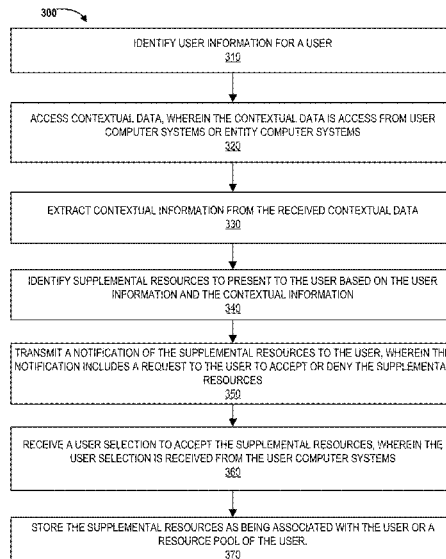 300
IDENTIFY USER INFORMATION FOR A USER
310
ACCESS CONTEXTUAL DATA, WHEREIN THE CONTEXTUAL DATA IS ACCESS FROM USER
COMPUTER SYSTEMS OR ENTITY COMPUTER SYSTEMS
320
EXTRACT CONTEXTUAL INFORMATION FROM THE RECEIVED CONTEXTUAL DATA
330
IDENTIFY SUPPLEMENTAL RESOURCES TO PRESENT TO THE USER BASED ON THE USER
INFORMATION AND THE CONTEXTUAL INFORMATION
340
TRANSMIT A NOTIFICATION OF THE SUPPLEMENTAL RESOURCES TO THE USER, WHEREIN THE
NOTIFICATION INCLUDES A REQUEST TO THE USER TO ACCEPT OR DENY THE SUPPLEMENTAL
RESOURCES
350
RECEIVE A USER SELECTION TO ACCEPT THE SUPPLEMENTAL RESOURCES, WHEREIN THE
USER SELECTION IS RECEIVED FROM THE USER COMPUTER SYSTEMS
360
STORE THE SUPPLEMENTAL RESOURCES AS BEING ASSOCIATED WITH THE USER OR A
RESOURCE POOL OF THE USER.
370